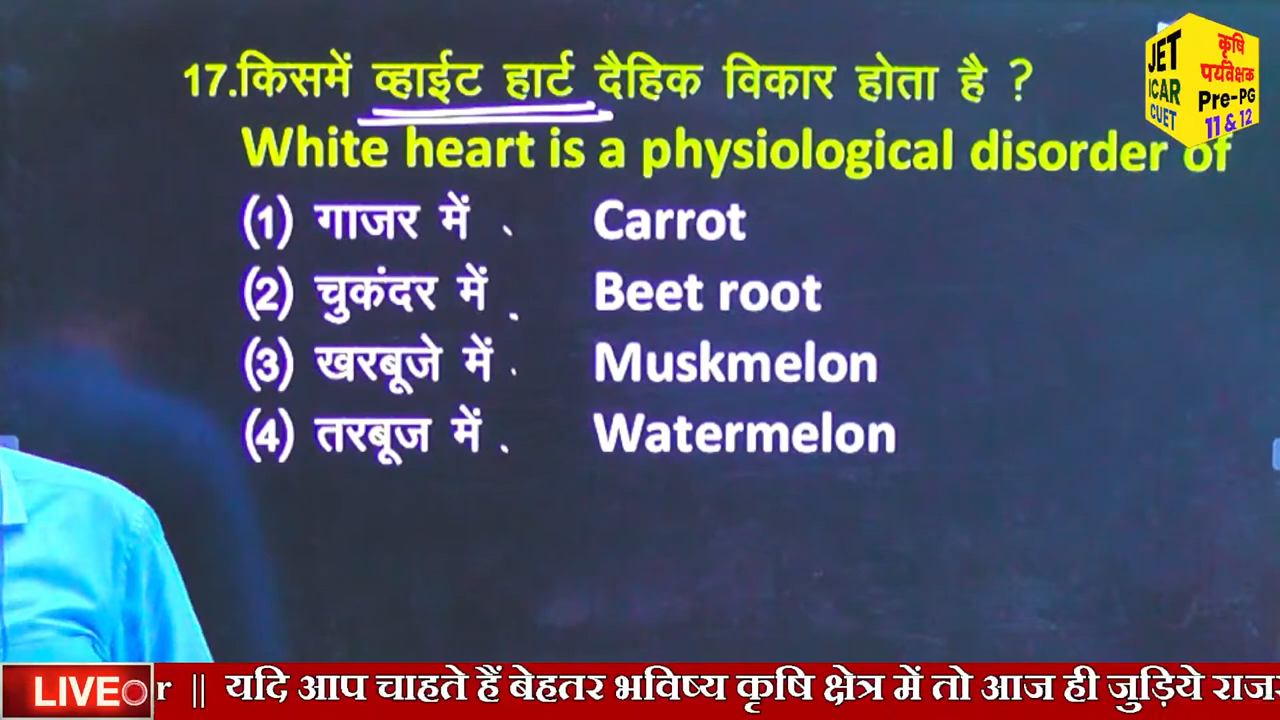 17.किसमें व्हाईट हार्ट दैहिक विकार होता है ?
White heart is a physiological disorder of
(1) गाजर में Carrot
(2) चुकंदर में Beet root
(3) खरबूजे में Muskmelon
(4) तरबूज में Watermelon
JET
ICAR
CUET
कृषि
पर्यवेक्षक
Pre-PG
11 & 12
LIVE
r || यदि आप चाहते हैं बेहतर भविष्य कृषि क्षेत्र में तो आज ही जुड़िये